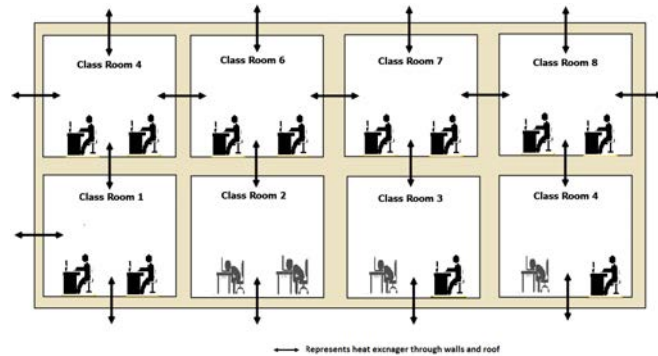 Class Room 4
Class Room 6
Class Room 7
Class Room 8
Class Room 1
Class Room 2
Class Room 3
Class Room 4
Represents heat excnager through walls and roof